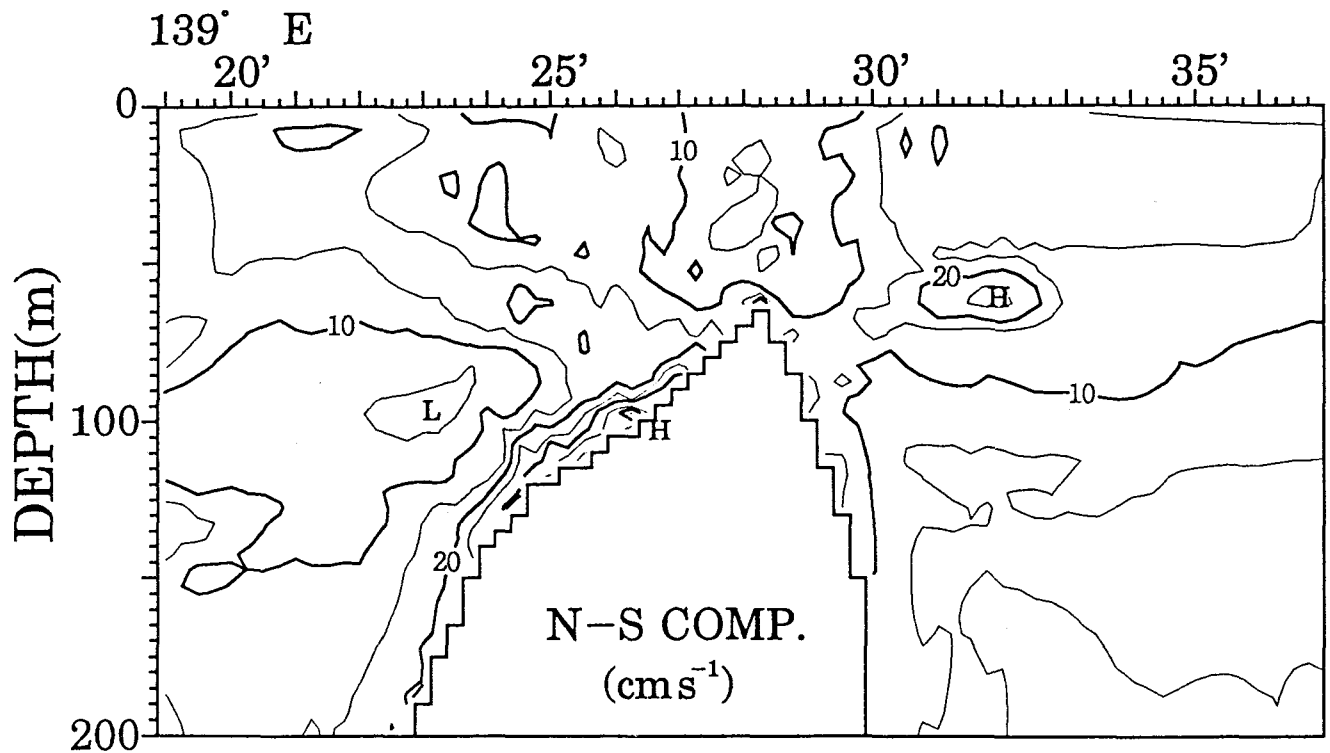 139° E
20′ 25′ 30′ 35′
0
10
20
H
10
DEPTH(m)
10
L
100
H
20
N–S COMP.
(cm s⁻¹)
200